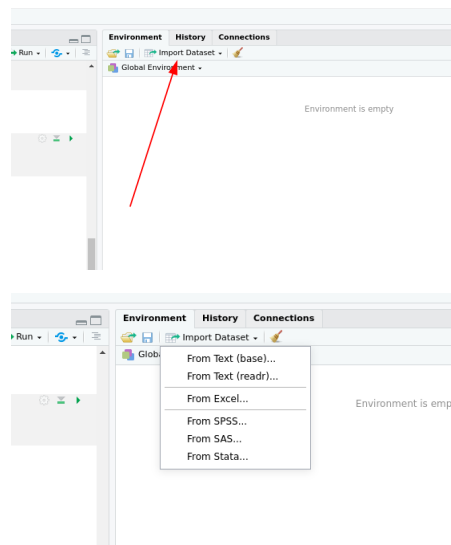 Environment History Connections
Run Import Dataset
Global Environment
Environment is empty
Environment History Connections
Run Import Dataset
From Text (base)...
From Text (readr)...
From Excel...
Environment is emp
From SPSS...
From SAS...
From Stata...